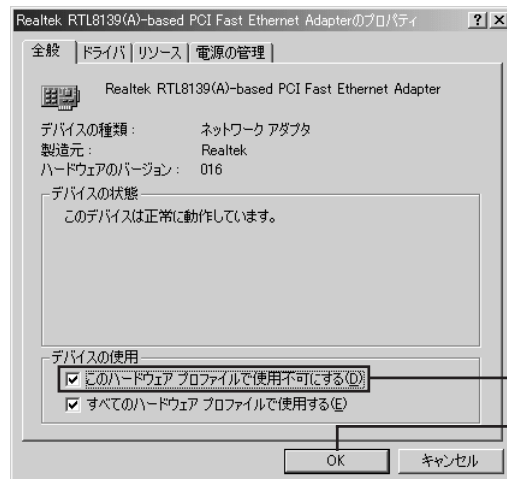 Realtek RTL8139(A)-based PCI Fast Ethernet Adapterのプロパティ ? ×
全般 ドライバ リソース 電源の管理
Realtek RTL8139(A)-based PCI Fast Ethernet Adapter
デバイスの種類： ネットワーク アダプタ
製造元： Realtek
ハードウェアのバージョン： 016
デバイスの状態
このデバイスは正常に動作しています。
デバイスの使用
このハードウェア プロファイルで使用不可にする(D)
すべてのハードウェア プロファイルで使用する(E)
OK キャンセル